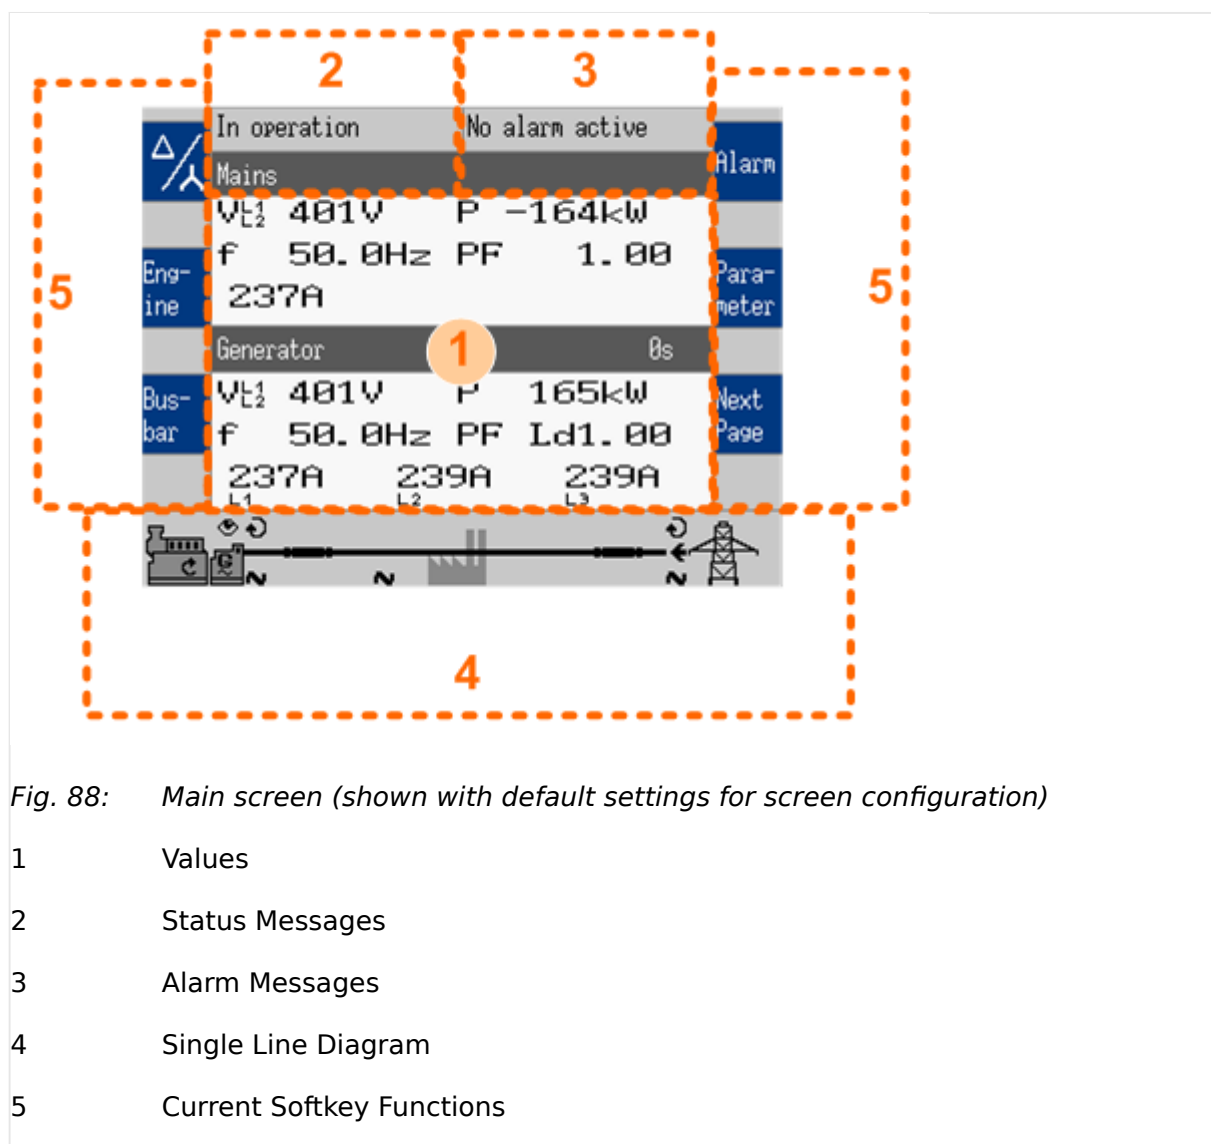 2 3
In operation No alarm active
Alarm
Mains
VL1L2 401V P -164kW
f 50.0Hz PF 1.00
Eng-
ine
Para-
meter
5 5
237A
Generator 0s
1
VL1L2 401V P 165kW
Bus-
bar
Next
Page
f 50.0Hz PF Ld1.00
237A 239A 239A
L1 L2 L3
G
4
Fig. 88: Main screen (shown with default settings for screen configuration)
1 Values
2 Status Messages
3 Alarm Messages
4 Single Line Diagram
5 Current Softkey Functions